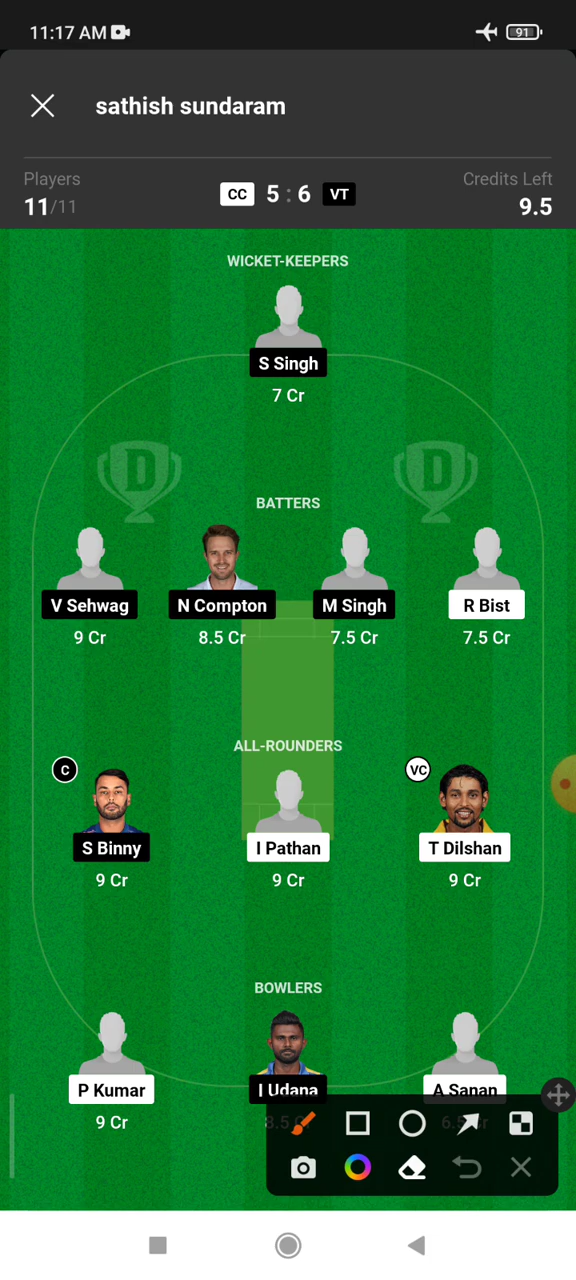 11:17 AM
91
sathish sundaram
Players
11/11
CC 5 : 6 VT
Credits Left
9.5
WICKET-KEEPERS
S Singh
7 Cr
D D
BATTERS
V Sehwag N Compton M Singh R Bist
9 Cr 8.5 Cr 7.5 Cr 7.5 Cr
ALL-ROUNDERS
C VC
S Binny I Pathan T Dilshan
9 Cr 9 Cr 9 Cr
BOWLERS
P Kumar I Udana A Sanan
9 Cr